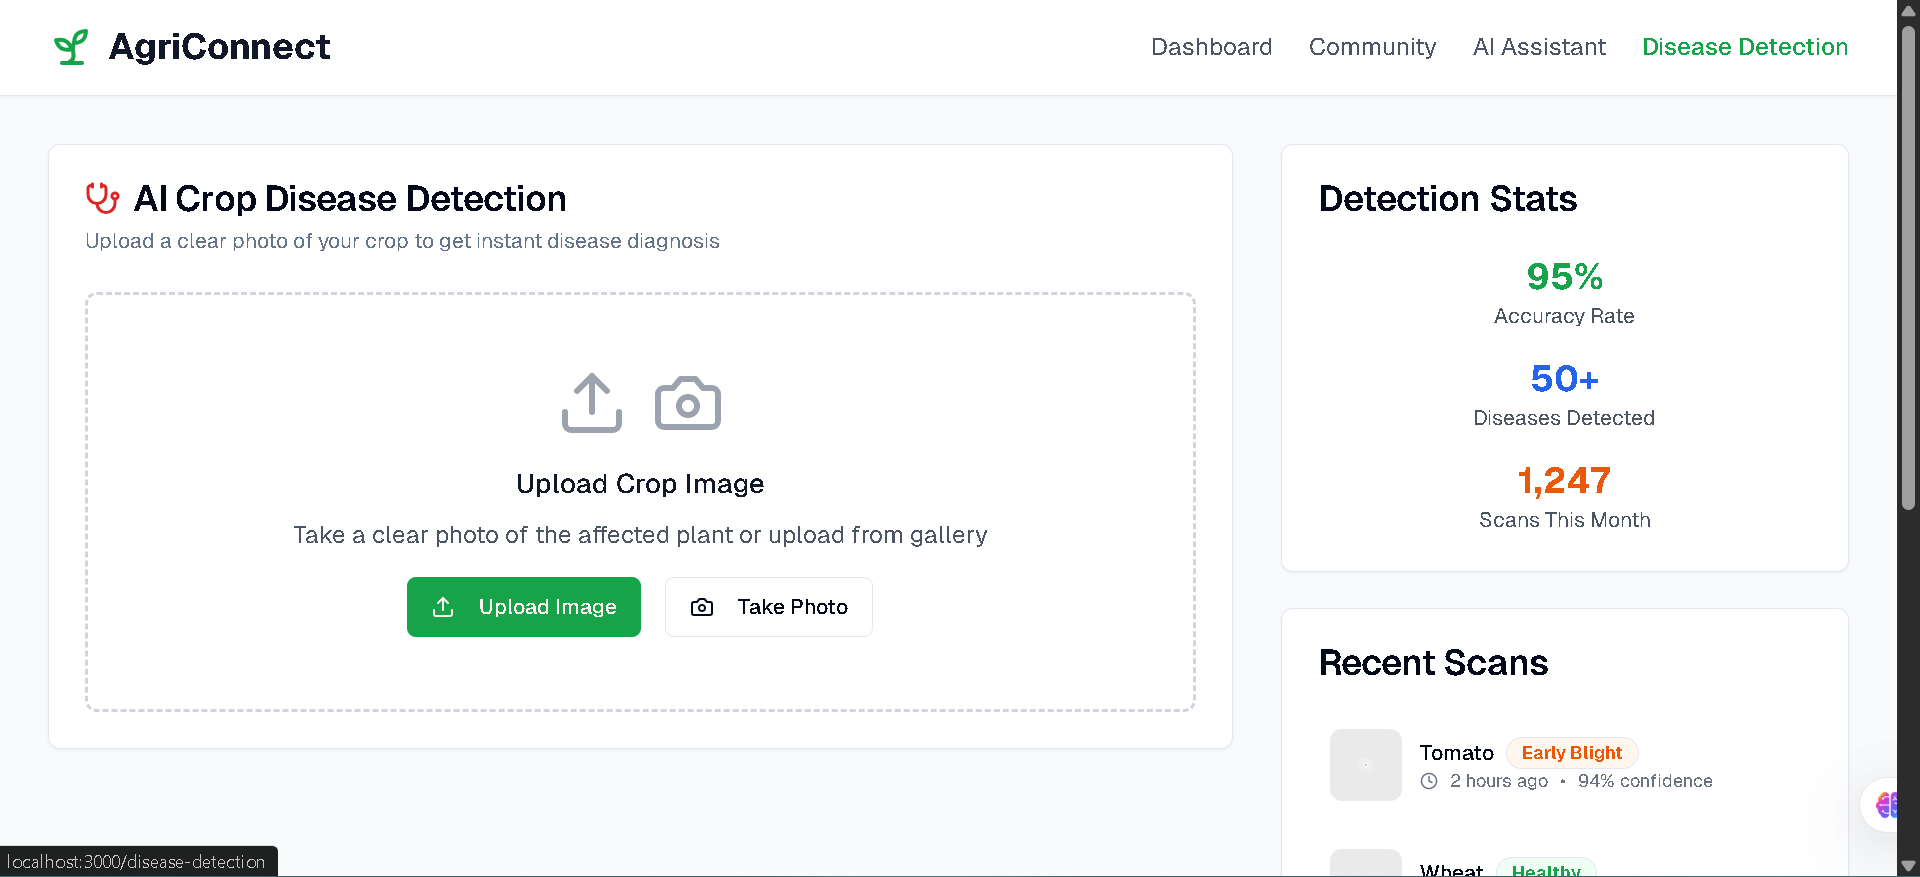 AgriConnect
Dashboard
Community
AI Assistant
Disease Detection
AI Crop Disease Detection
Upload a clear photo of your crop to get instant disease diagnosis
Upload Crop Image
Take a clear photo of the affected plant or upload from gallery
Upload Image
Take Photo
Detection Stats
95%
Accuracy Rate
50+
Diseases Detected
1,247
Scans This Month
Recent Scans
Tomato Early Blight
2 hours ago • 94% confidence
Wheat Healthy
localhost:3000/disease-detection